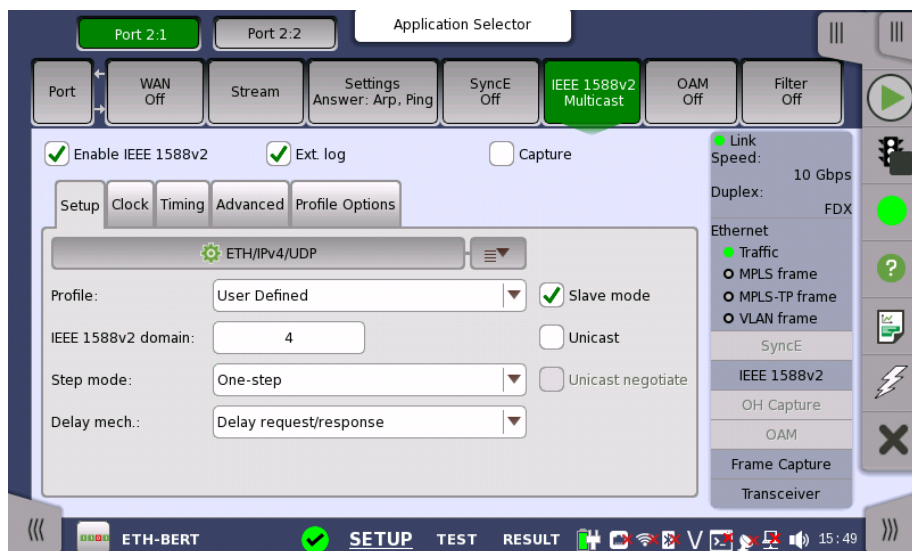 Application Selector
Port 2:1
Port 2:2
Port
WAN
Off
Stream
Settings
Answer: Arp, Ping
SyncE
Off
IEEE 1588v2
Multicast
OAM
Off
Filter
Off
Enable IEEE 1588v2
Ext. log
Capture
Setup
Clock
Timing
Advanced
Profile Options
ETH/IPv4/UDP
Profile:
User Defined
Slave mode
IEEE 1588v2 domain:
4
Unicast
Step mode:
One-step
Unicast negotiate
Delay mech.:
Delay request/response
Link
Speed:
10 Gbps
Duplex:
FDX
Ethernet
Traffic
MPLS frame
MPLS-TP frame
VLAN frame
SyncE
IEEE 1588v2
OH Capture
OAM
Frame Capture
Transceiver
ETH-BERT
SETUP
TEST
RESULT
15:49